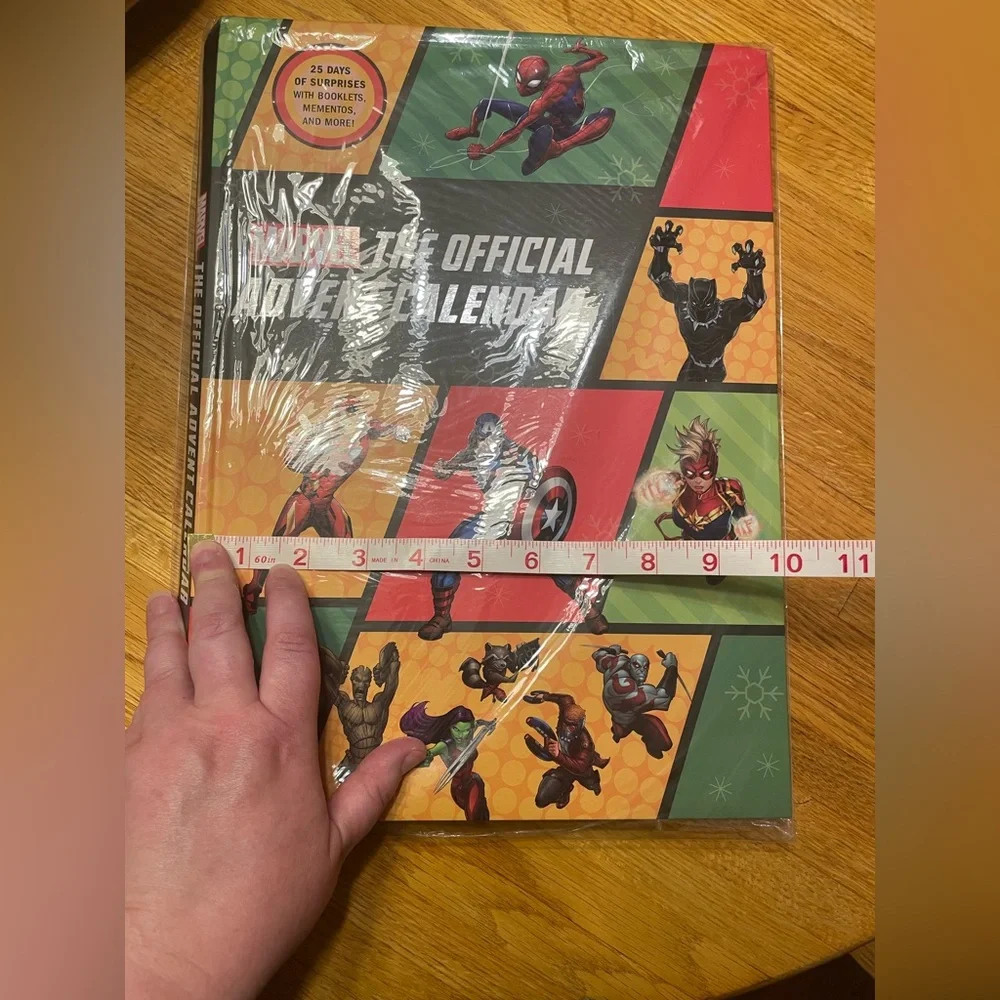 25 DAYS
OF SURPRISES
WITH BOOKLETS,
MEMENTOS,
AND MORE!
MARVEL THE OFFICIAL
ADVENT CALENDAR
MARVEL THE OFFICIAL ADVENT CALENDAR
1 60in 2 3 MADE IN 4 CHINA 5 6 7 8 9 10 11